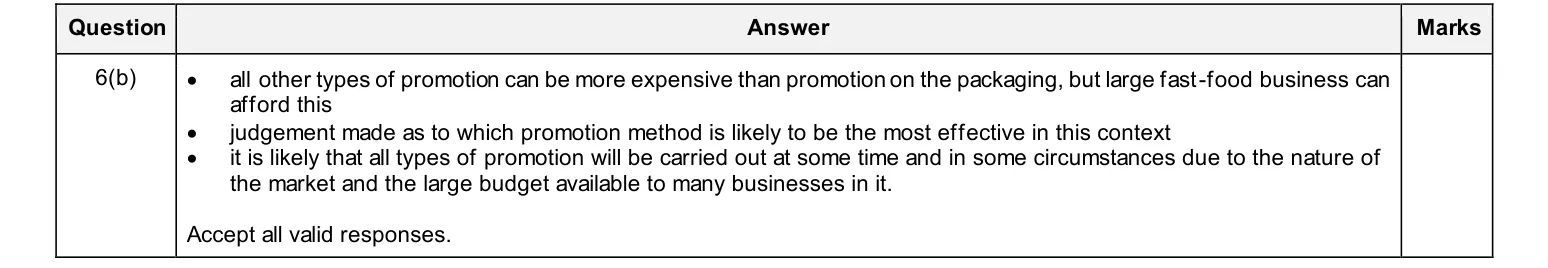 Question Answer Marks
6(b)
• all other types of promotion can be more expensive than promotion on the packaging, but large fast-food business can
afford this
• judgement made as to which promotion method is likely to be the most effective in this context
• it is likely that all types of promotion will be carried out at some time and in some circumstances due to the nature of
the market and the large budget available to many businesses in it.
Accept all valid responses.